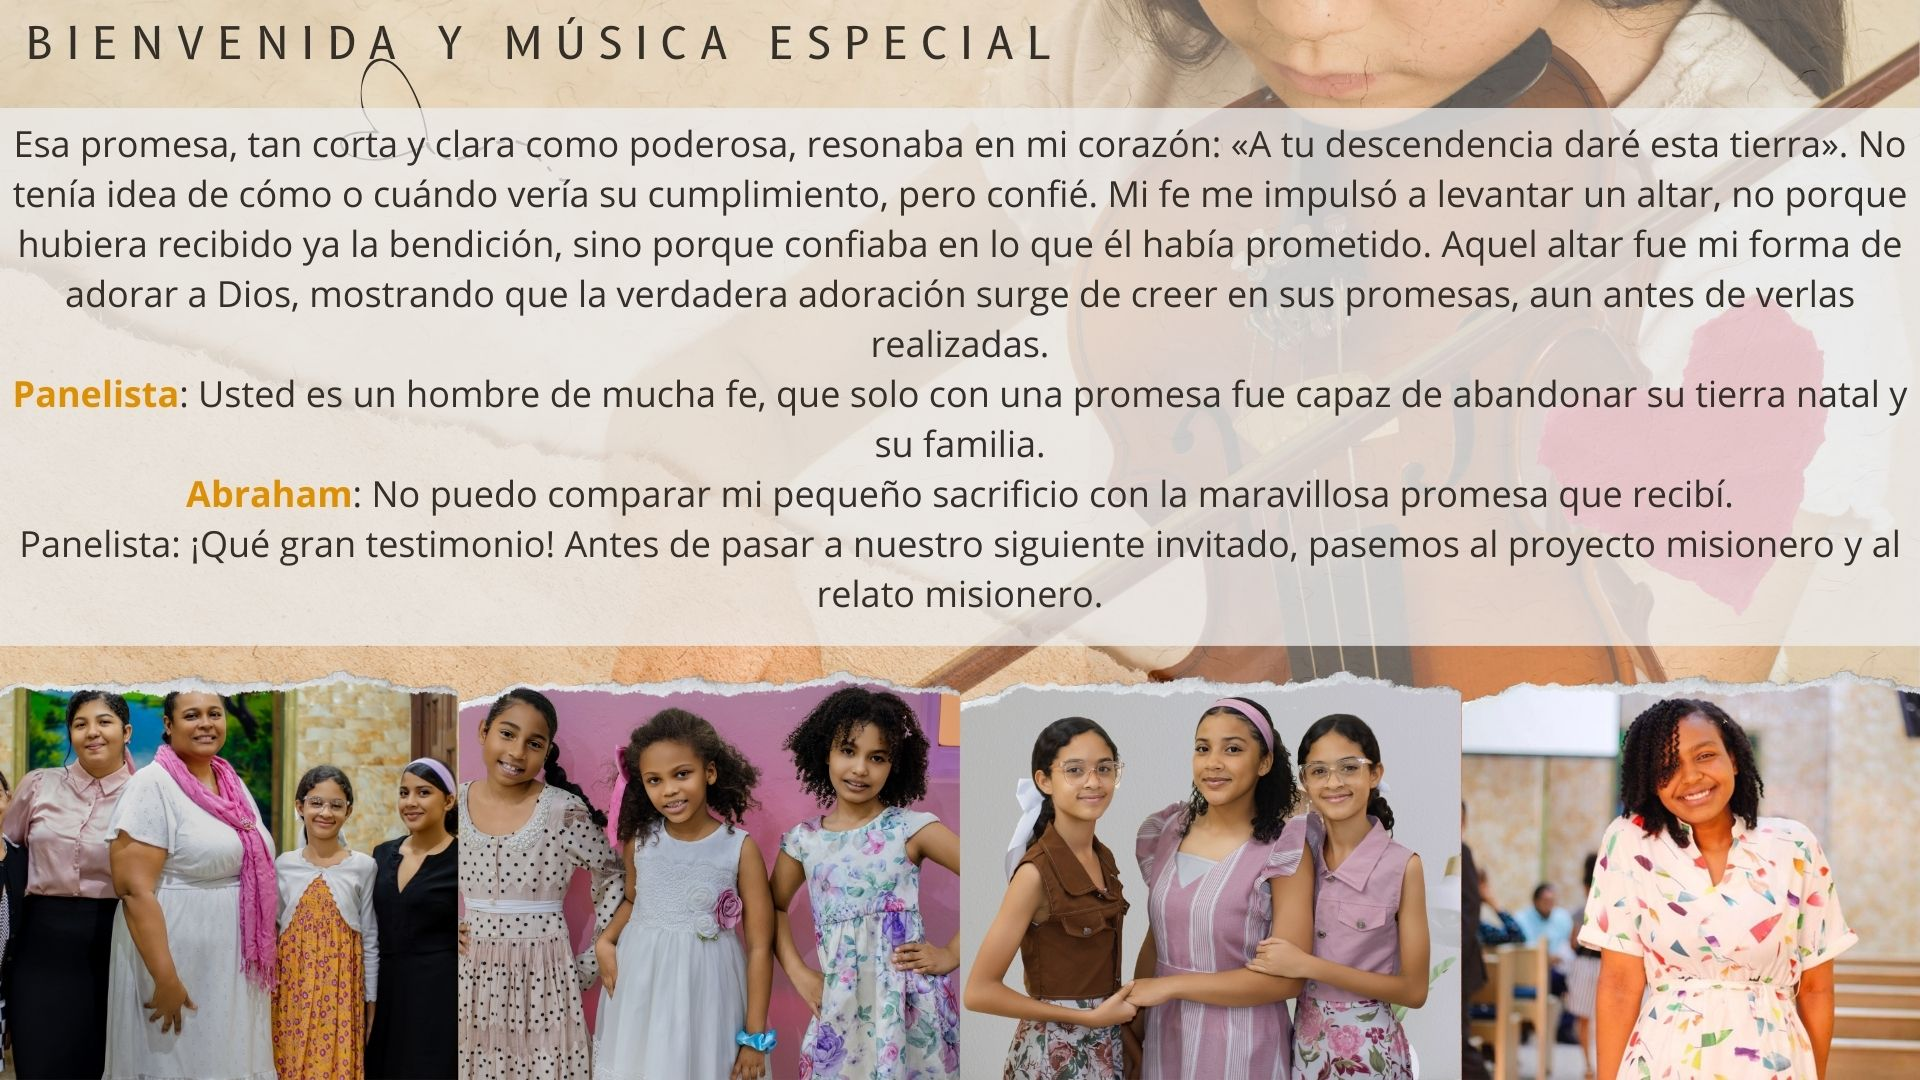 BIENVENIDA Y MÚSICA ESPECIAL
Esa promesa, tan corta y clara como poderosa, resonaba en mi corazón: «A tu descendencia daré esta tierra». No
tenía idea de cómo o cuándo vería su cumplimiento, pero confié. Mi fe me impulsó a levantar un altar, no porque
hubiera recibido ya la bendición, sino porque confiaba en lo que él había prometido. Aquel altar fue mi forma de
adorar a Dios, mostrando que la verdadera adoración surge de creer en sus promesas, aun antes de verlas
realizadas.
Panelista: Usted es un hombre de mucha fe, que solo con una promesa fue capaz de abandonar su tierra natal y
su familia.
Abraham: No puedo comparar mi pequeño sacrificio con la maravillosa promesa que recibí.
Panelista: ¡Qué gran testimonio! Antes de pasar a nuestro siguiente invitado, pasemos al proyecto misionero y al
relato misionero.